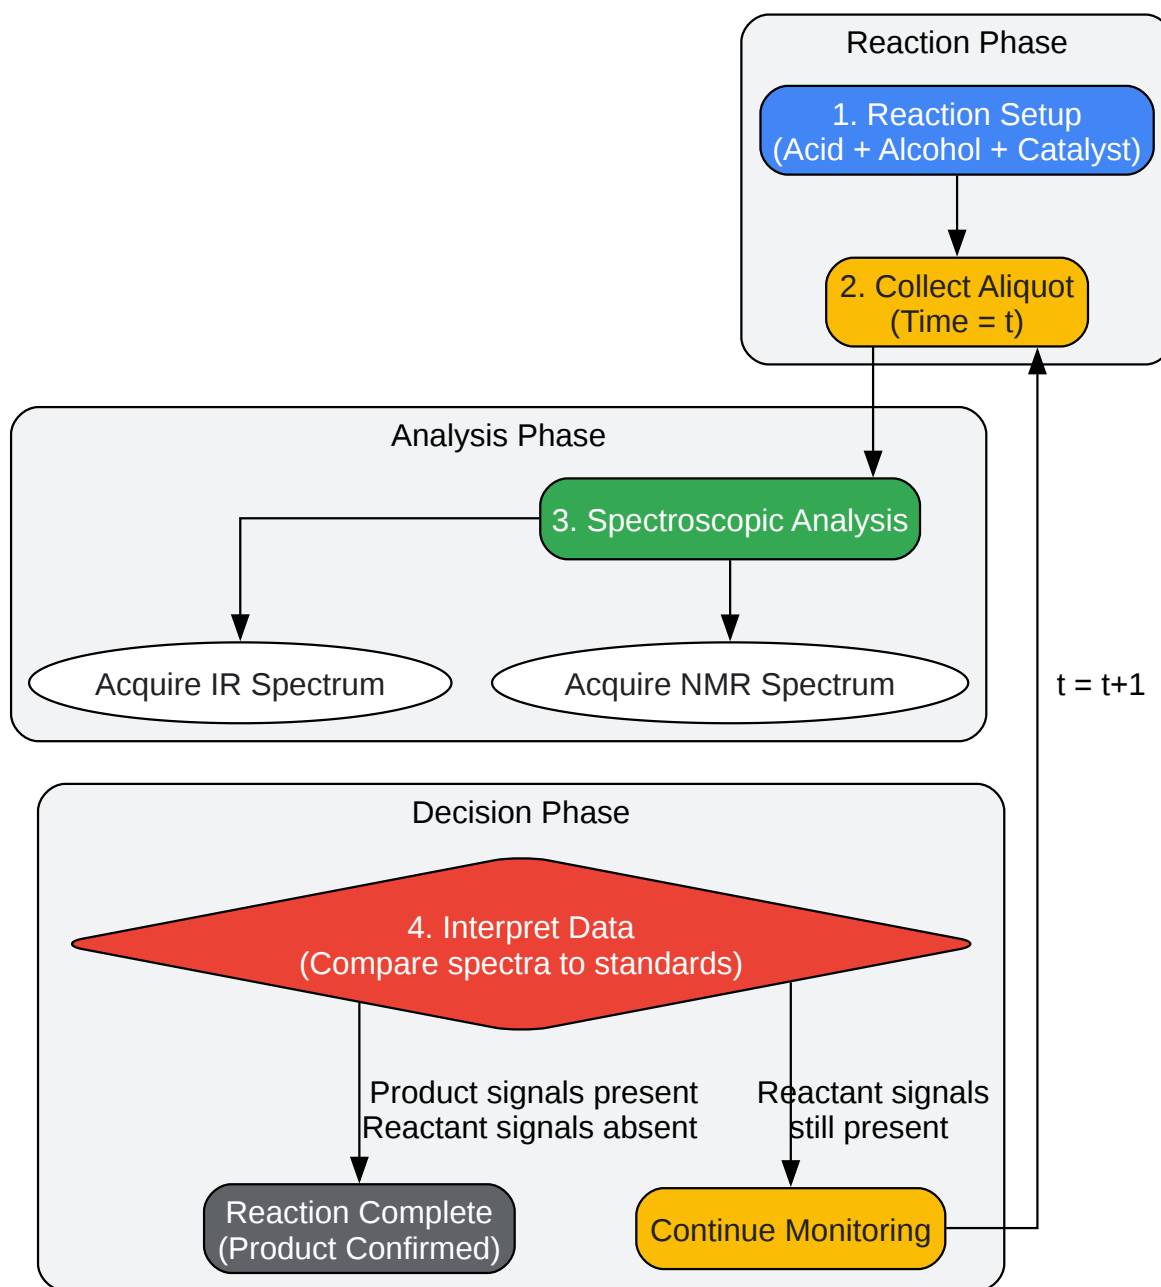 Reaction Phase
1. Reaction Setup
(Acid + Alcohol + Catalyst)
2. Collect Aliquot
(Time = t)
Analysis Phase
3. Spectroscopic Analysis
Acquire IR Spectrum
Acquire NMR Spectrum
t = t+1
Decision Phase
4. Interpret Data
(Compare spectra to standards)
Product signals present
Reactant signals absent
Reactant signals
still present
Reaction Complete
(Product Confirmed)
Continue Monitoring